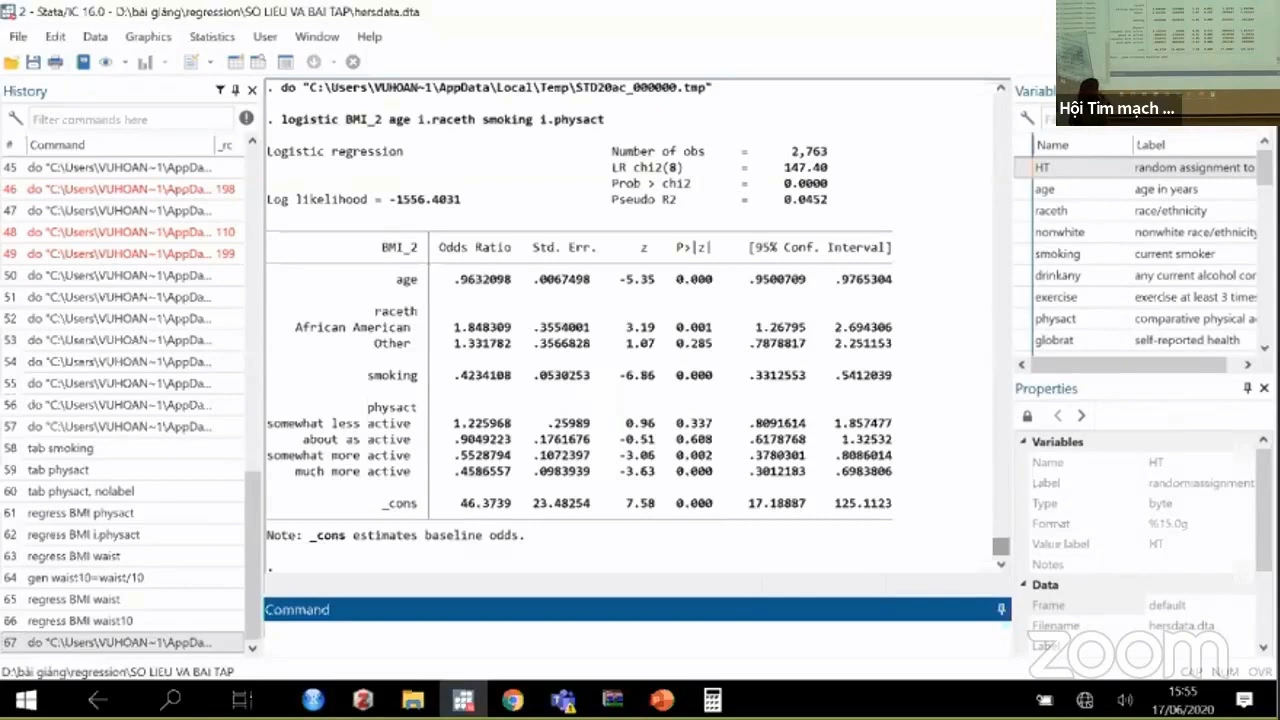 2 - Stata/IC 16.0 - D:\bài giảng\regression\SO LIEU VA BAI TAP\hersdata.dta
File Edit Data Graphics Statistics User Window Help
History
Filter commands here
# Command _rc
45 do "C:\Users\VUHOAN~1\AppDa...
46 do "C:\Users\VUHOAN~1\AppDa... 198
47 do "C:\Users\VUHOAN~1\AppDa...
48 do "C:\Users\VUHOAN~1\AppDa... 110
49 do "C:\Users\VUHOAN~1\AppDa... 199
50 do "C:\Users\VUHOAN~1\AppDa...
51 do "C:\Users\VUHOAN~1\AppDa...
52 do "C:\Users\VUHOAN~1\AppDa...
53 do "C:\Users\VUHOAN~1\AppDa...
54 do "C:\Users\VUHOAN~1\AppDa...
55 do "C:\Users\VUHOAN~1\AppDa...
56 do "C:\Users\VUHOAN~1\AppDa...
57 do "C:\Users\VUHOAN~1\AppDa...
58 tab smoking
59 tab physact
60 tab physact, nolabel
61 regress BMI physact
62 regress BMI i.physact
63 regress BMI waist
64 gen waist10=waist/10
65 regress BMI waist
66 regress BMI waist10
67 do "C:\Users\VUHOAN~1\AppDa...
. do "C:\Users\VUHOAN~1\AppData\Local\Temp\STD20ac_000000.tmp"
. logistic BMI_2 age i.raceth smoking i.physact
Logistic regression Number of obs = 2,763
LR chi2(8) = 147.40
Prob > chi2 = 0.0000
Log likelihood = -1556.4031 Pseudo R2 = 0.0452
BMI_2 Odds Ratio Std. Err. z P>|z| [95% Conf. Interval]
age .9632098 .0067498 -5.35 0.000 .9500709 .9765304
raceth
African American 1.848309 .3554001 3.19 0.001 1.26795 2.694306
Other 1.331782 .3566828 1.07 0.285 .7878817 2.251153
smoking .4234108 .0530253 -6.86 0.000 .3312553 .5412039
physact
somewhat less active 1.225968 .25989 0.96 0.337 .8091614 1.857477
about as active .9049223 .1761676 -0.51 0.608 .6178768 1.32532
somewhat more active .5528794 .1072397 -3.06 0.002 .3780301 .8086014
much more active .4586557 .0983939 -3.63 0.000 .3012183 .6983806
_cons 46.3739 23.48254 7.58 0.000 17.18887 125.1123
Note: _cons estimates baseline odds.
.
Command
Hội Tim mạch ...
Variab
Name Label
HT random assignment to
age age in years
raceth race/ethnicity
nonwhite nonwhite race/ethnicity
smoking current smoker
drinkany any current alcohol cor
exercise exercise at least 3 times
physact comparative physical a
globrat self-reported health
Properties
Variables
Name HT
Label random assignment
Type byte
Format %15.0g
Value label HT
Notes
Data
Frame default
Filename hersdata.dta
Label
zoom
D:\bài giảng\regression\SO LIEU VA BAI TAP
CAP NUM OVR
15:55
17/06/2020